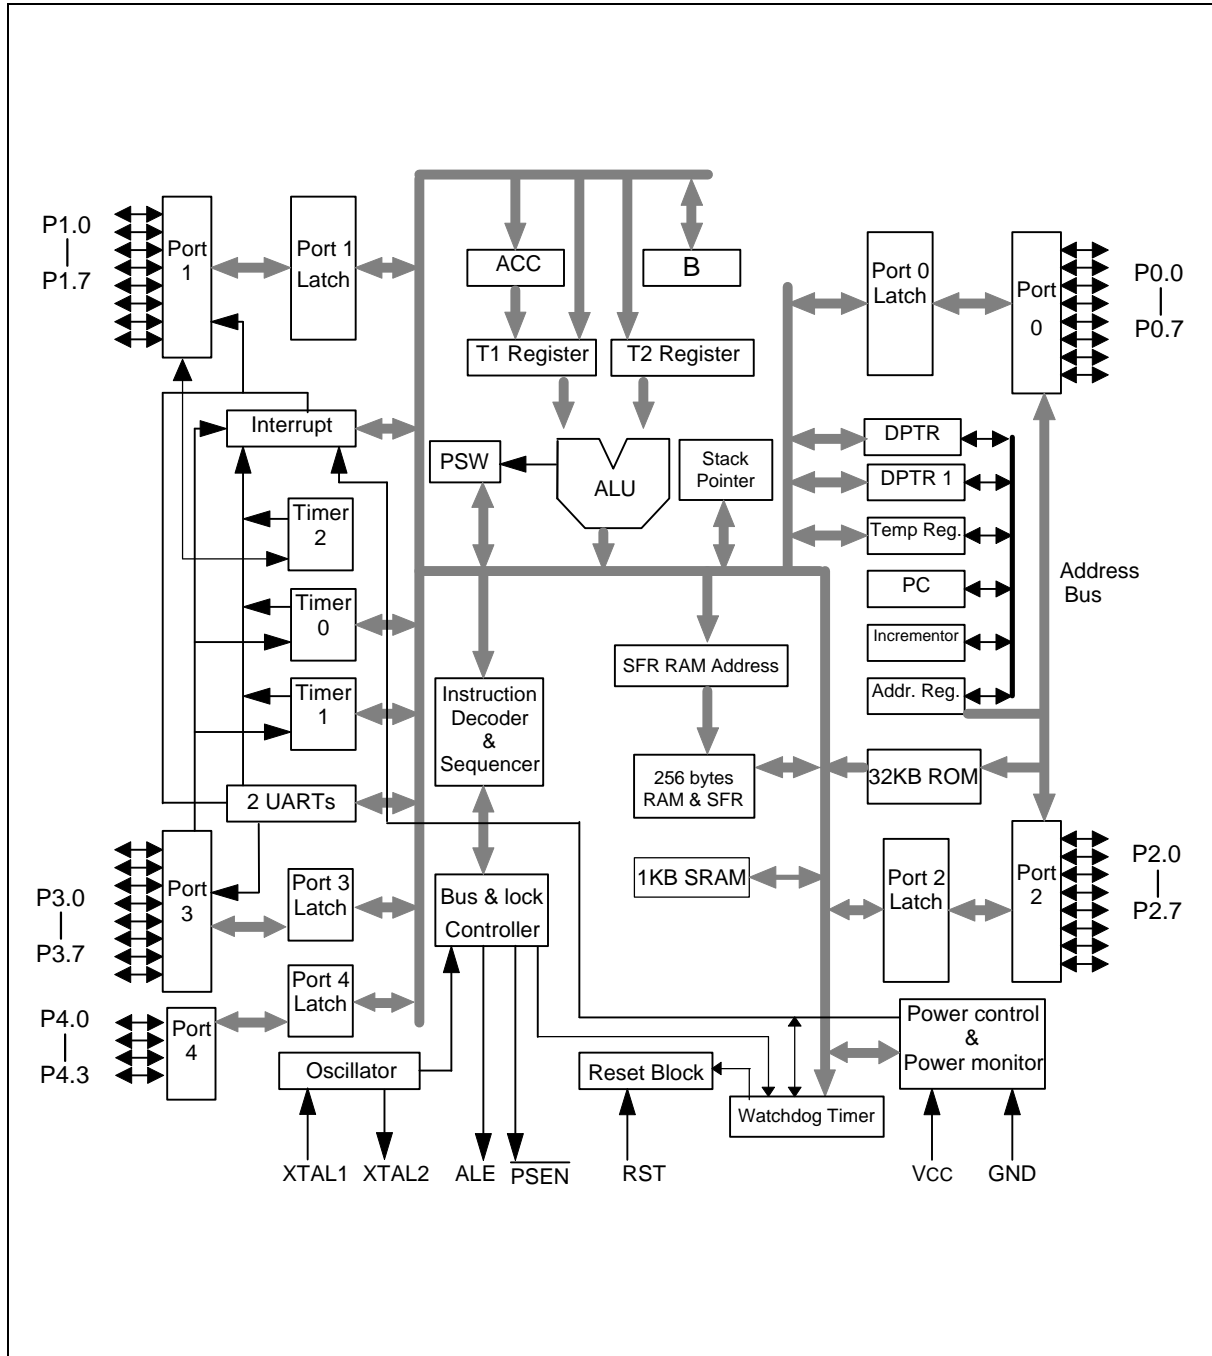 P1.0
P1.7
Port
1
Port 1
Latch
ACC
B
T1 Register
T2 Register
Port 0
Latch
Port
0
P0.0
P0.7
Interrupt
PSW
ALU
Stack
Pointer
DPTR
DPTR 1
Temp Reg.
PC
Incrementor
Addr. Reg.
Address
Bus
Timer
2
Timer
0
Timer
1
SFR RAM Address
Instruction
Decoder
&
Sequencer
256 bytes
RAM & SFR
32KB ROM
2 UARTs
P3.0
P3.7
Port
3
Port 3
Latch
Bus & lock
Controller
1KB SRAM
Port 2
Latch
Port
2
P2.0
P2.7
P4.0
P4.3
Port
4
Port 4
Latch
Oscillator
Reset Block
Watchdog Timer
Power control
&
Power monitor
XTAL1
XTAL2
ALE
PSEN
RST
VCC
GND